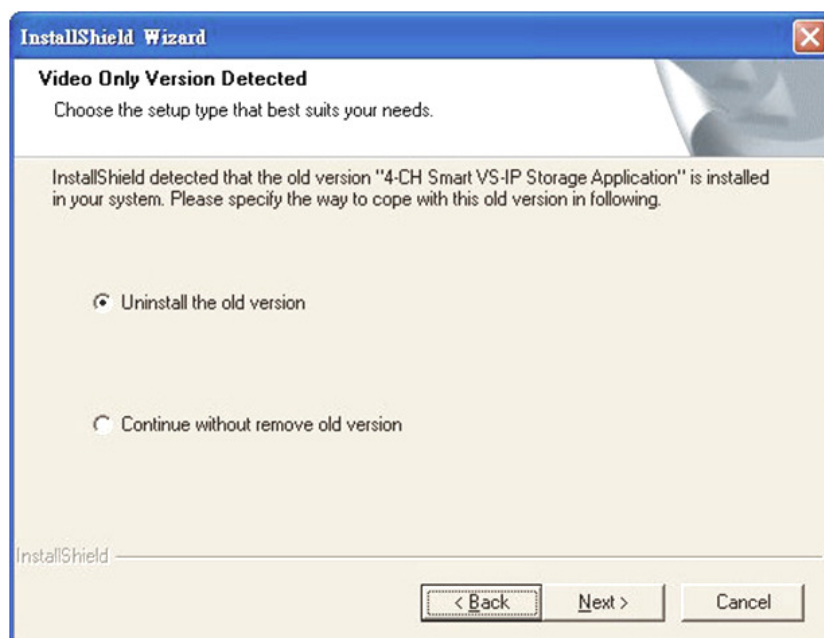 InstallShield Wizard
Video Only Version Detected
Choose the setup type that best suits your needs.
InstallShield detected that the old version "4-CH Smart VS-IP Storage Application" is installed
in your system. Please specify the way to cope with this old version in following.
Uninstall the old version
Continue without remove old version
InstallShield
< Back
Next >
Cancel